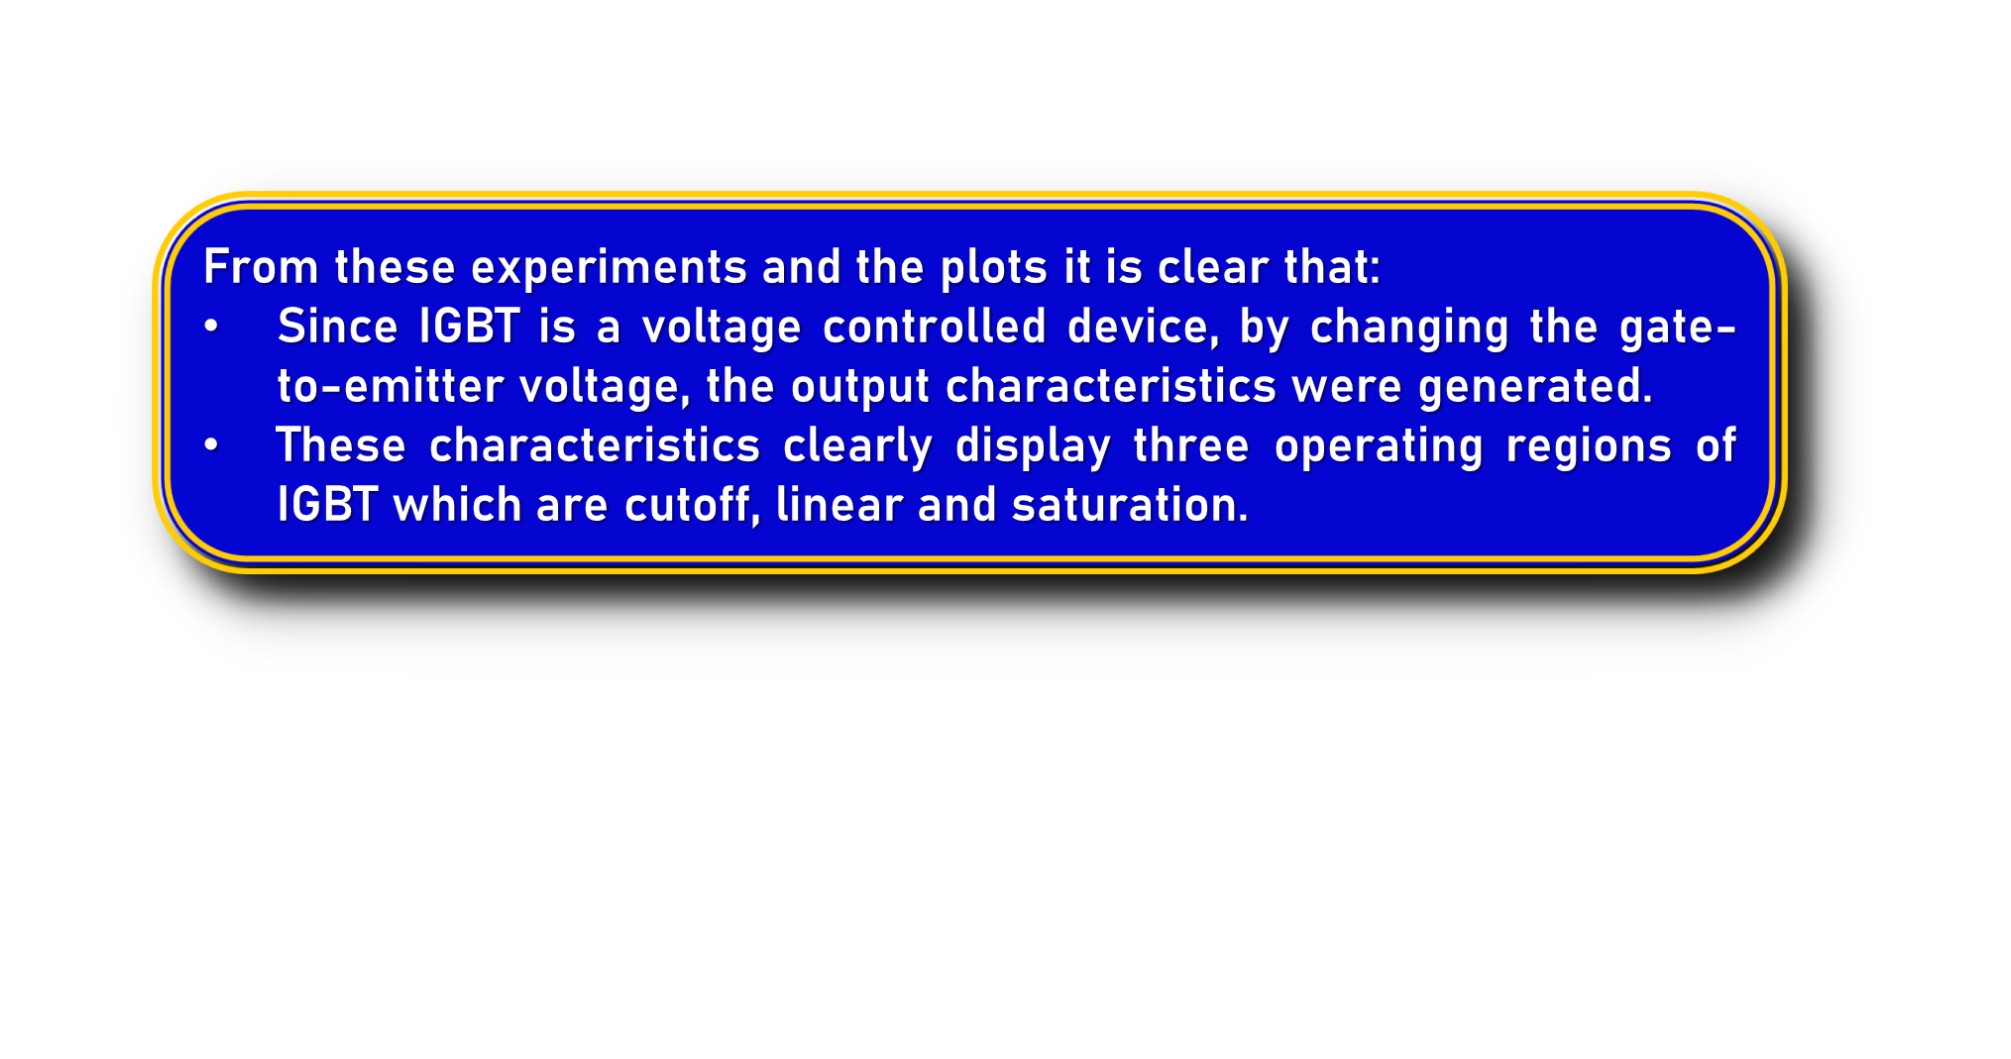 From these experiments and the plots it is clear that:
• Since IGBT is a voltage controlled device, by changing the gate-
to-emitter voltage, the output characteristics were generated.
• These characteristics clearly display three operating regions of
IGBT which are cutoff, linear and saturation.